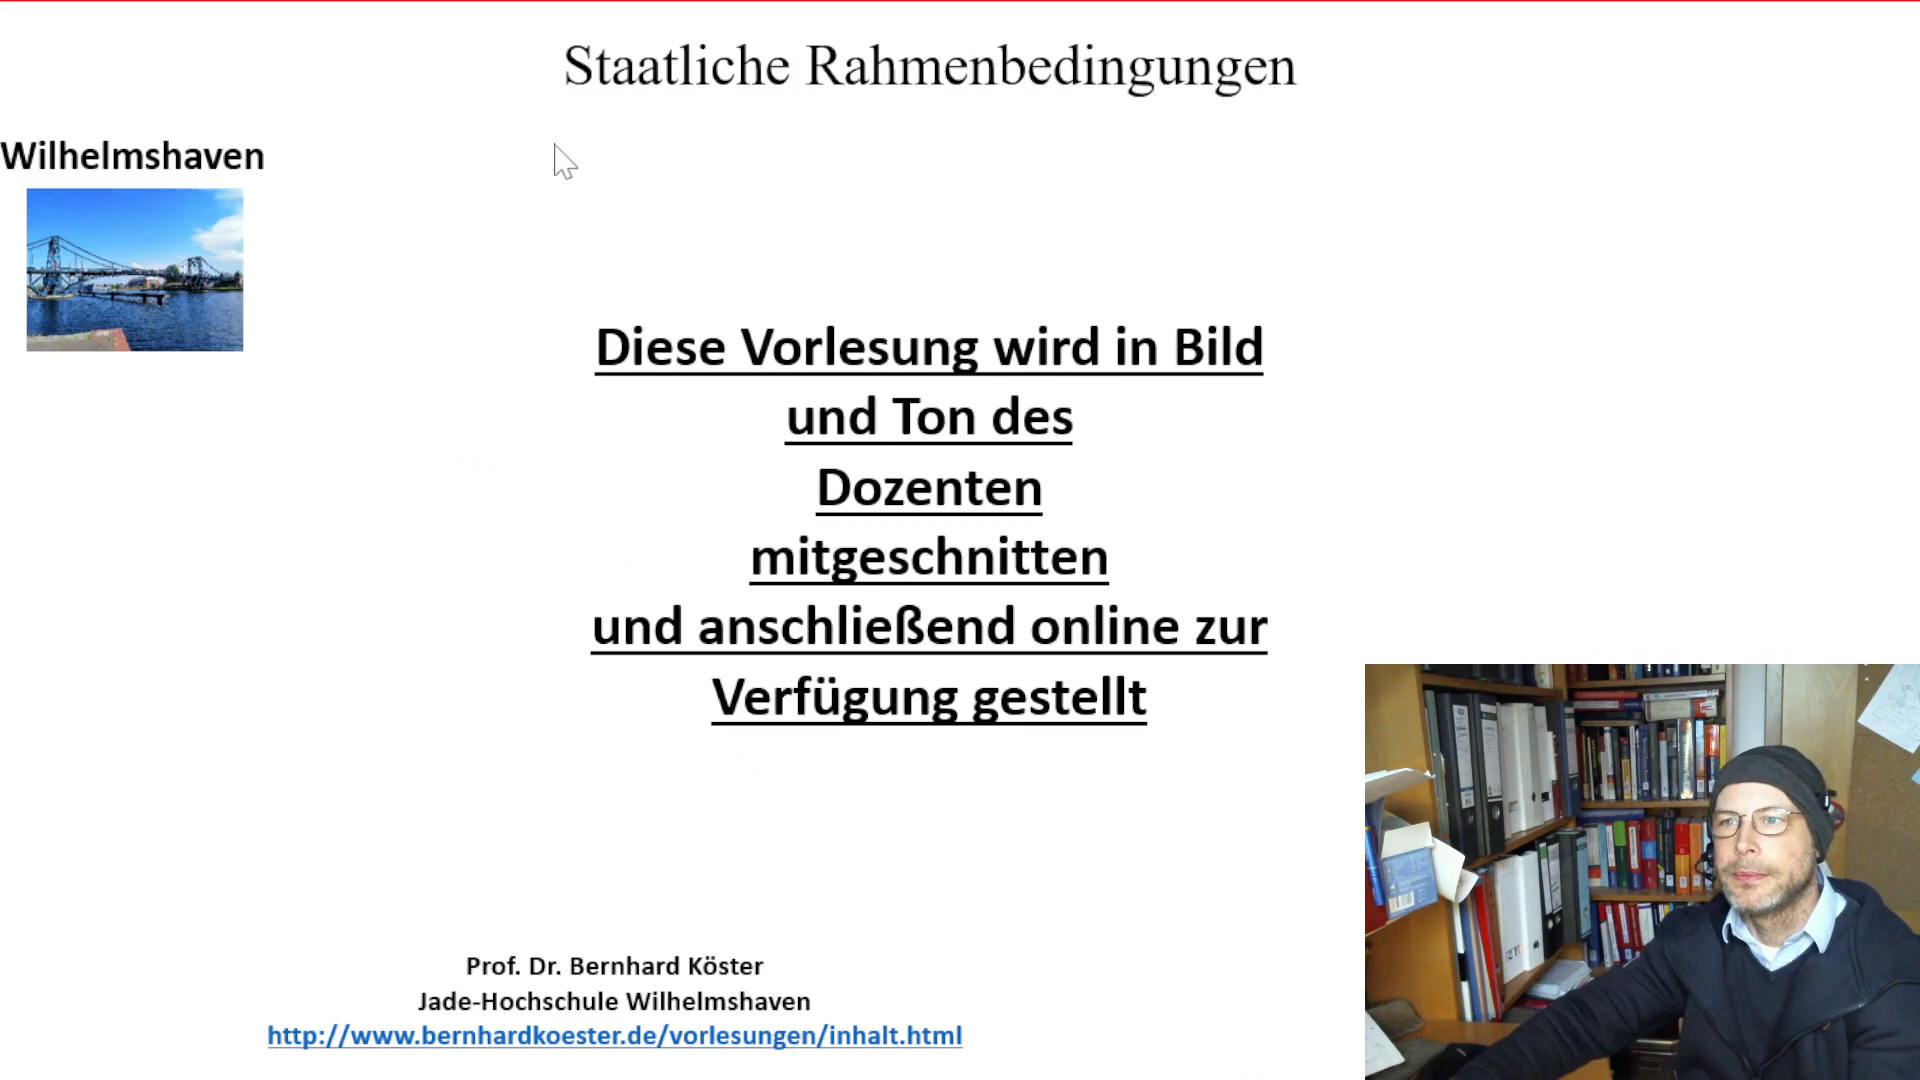 Staatliche Rahmenbedingungen
Wilhelmshaven
Diese Vorlesung wird in Bild
und Ton des
Dozenten
mitgeschnitten
und anschließend online zur
Verfügung gestellt
Prof. Dr. Bernhard Köster
Jade-Hochschule Wilhelmshaven
http://www.bernhardkoester.de/vorlesungen/inhalt.html